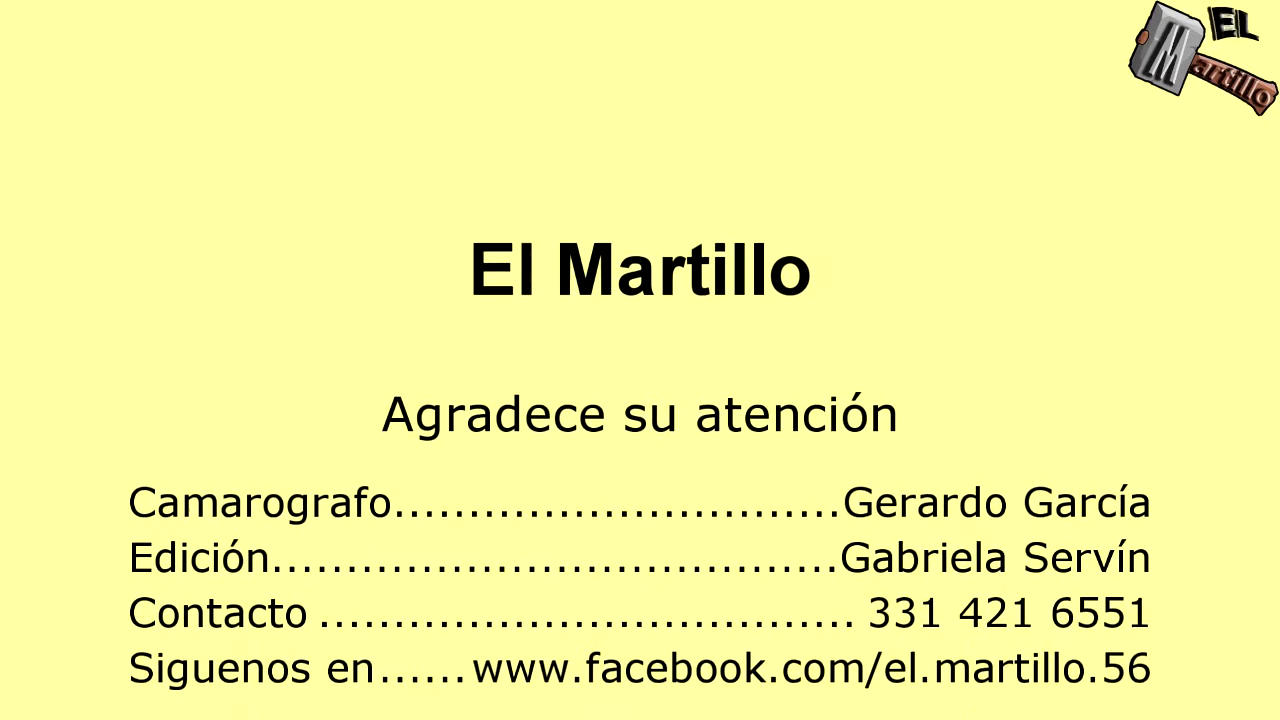 EL
Martillo
El Martillo
Agradece su atención
Camarografo..............................Gerardo García
Edición.....................................Gabriela Servín
Contacto ................................... 331 421 6551
Siguenos en......www.facebook.com/el.martillo.56